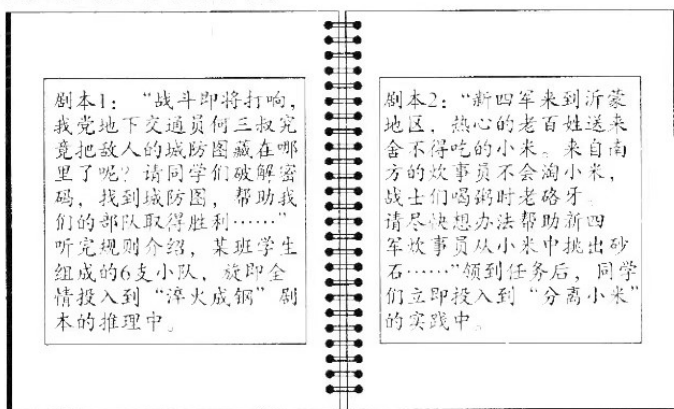 剧本1：“战斗即将打响，
我党地下交通员何三叔究
竟把敌人的城防图藏在哪
里了呢？请同学们破解密
码，找到城防图，帮助我
们的部队取得胜利……”
听完规则介绍，某班学生
组成的6支小队，旋即全
情投入到“淬火成钢”剧
本的推理中。
剧本2：“新四军来到沂蒙
地区，热心的老百姓送来
舍不得吃的小米。来自南
方的炊事员不会淘小米，
战士们喝粥时老硌牙。
请尽快想办法帮助新四
军炊事员从小米中挑出砂
石……”领到任务后，同学
们立即投入到“分离小米”
的实践中。